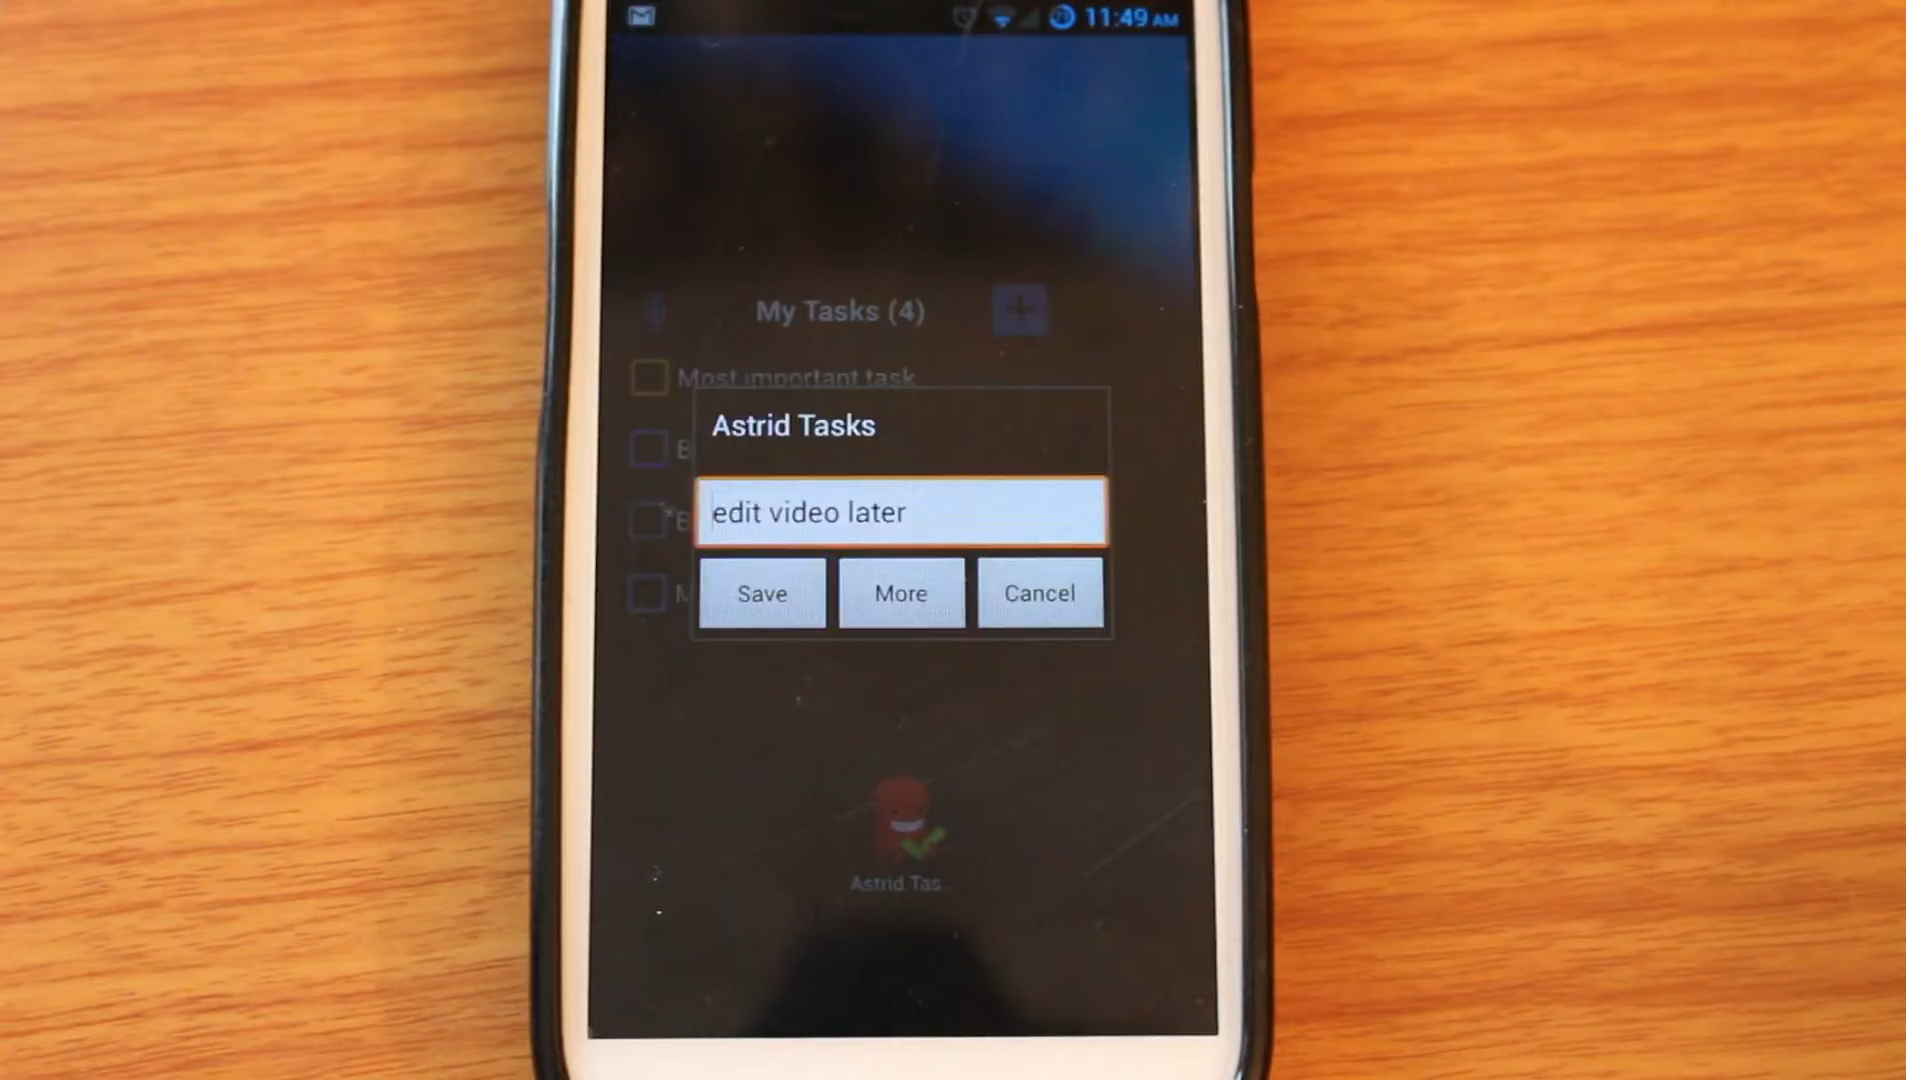 11:49 AM
My Tasks (4)
Most important task
Astrid Tasks
B
edit video later
B
Save More Cancel
M
Astrid Tas...